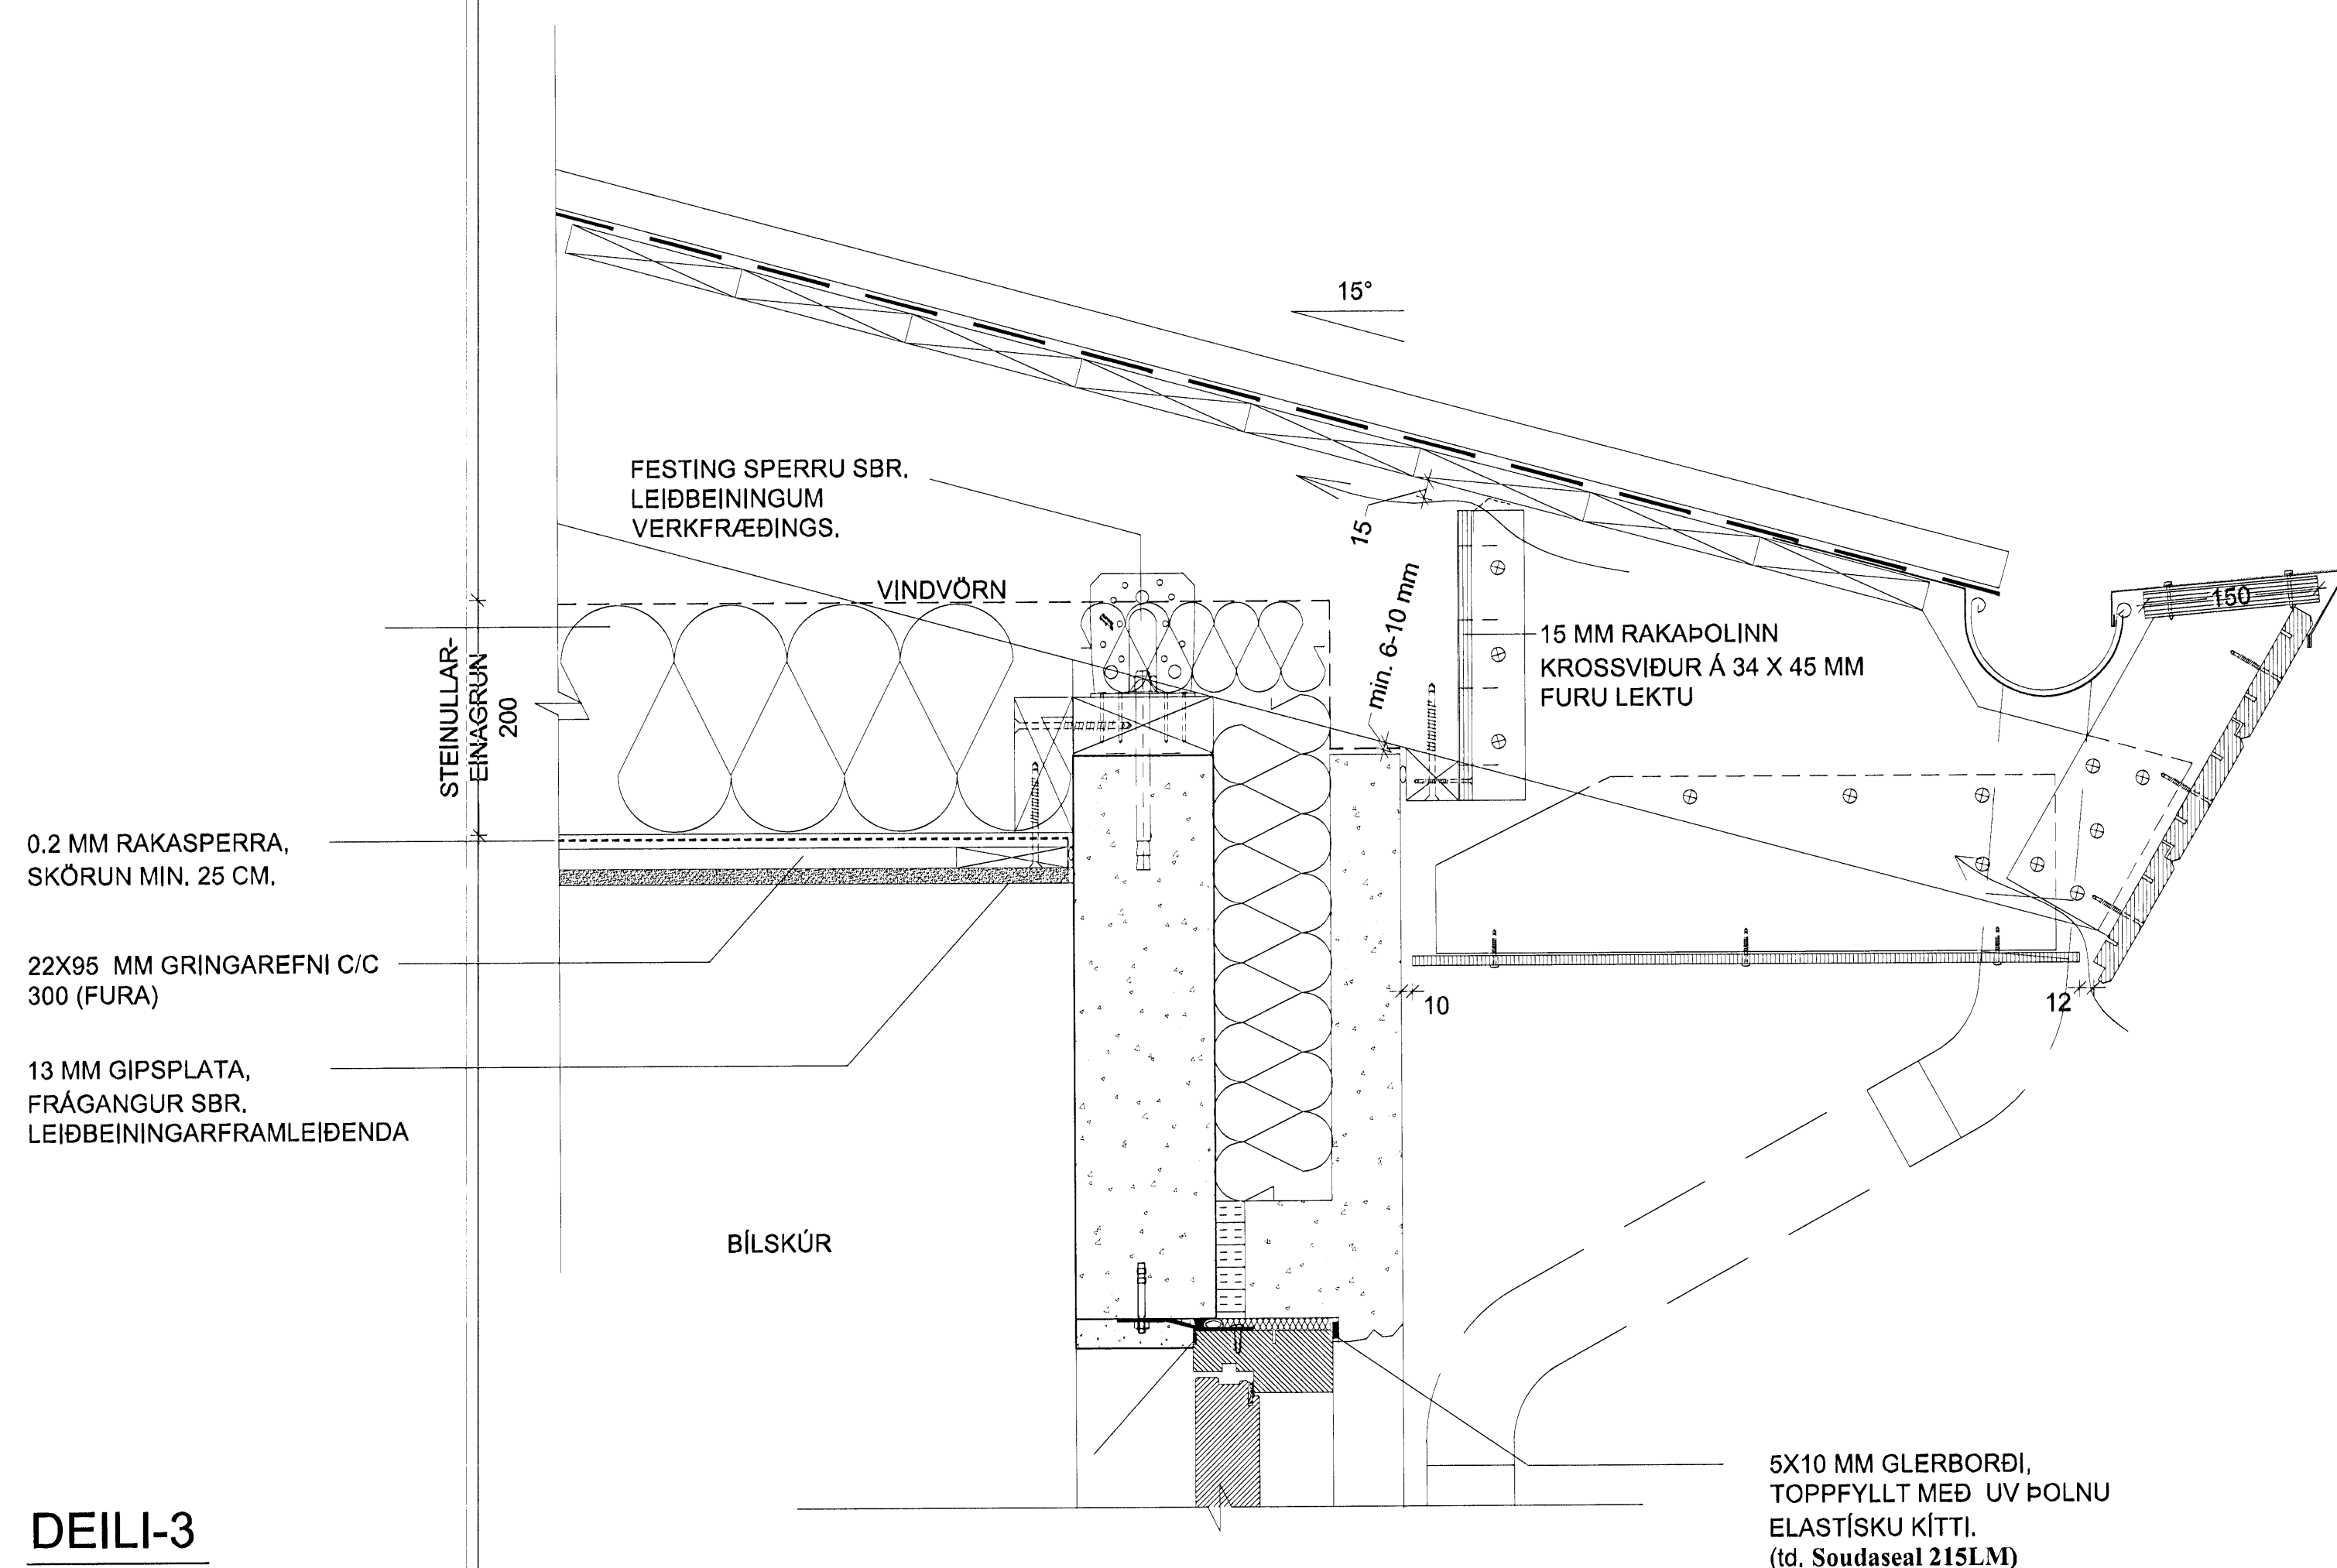 15°
FESTING SPERRU SBR.
LEIÐBEININGUM
VERKFRÆÐINGS.
VINDVÖRN
15
min. 6-10 mm
150
15 MM RAKAÞOLINN
KROSSVIÐUR Á 34 X 45 MM
FURU LEKTU
STEINULLAR-
EINAGRUN
200
0.2 MM RAKASPERRA,
SKÖRUN MIN. 25 CM.
22X95 MM GRINGAREFNI C/C
300 (FURA)
10
12
13 MM GIPSPLATA,
FRÁGANGUR SBR.
LEIÐBEININGARFRAMLEIÐENDA
BÍLSKÚR
5X10 MM GLERBORÐI,
TOPPFYLLT MEÐ UV ÞOLNU
ELASTÍSKU KÍTTI.
(td. Soudaseal 215LM)
DEILI-3